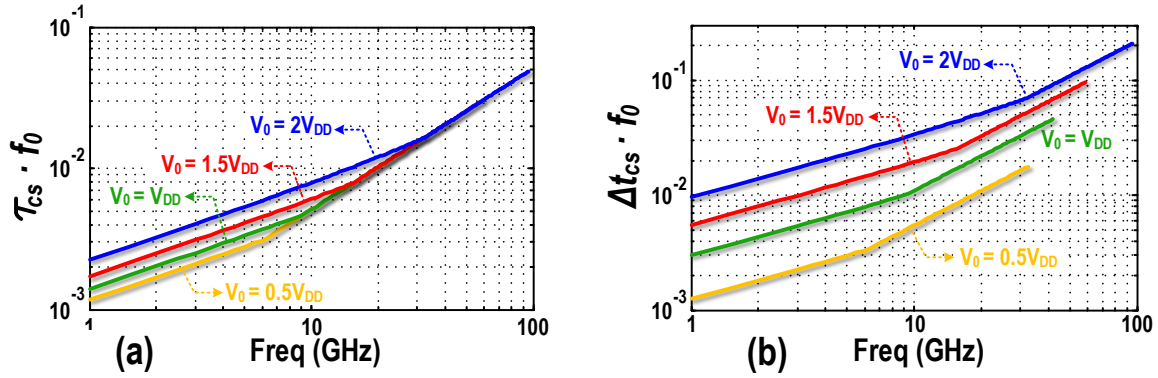 10⁻¹
10⁻²
10⁻³
τcs · f0
V0 = 2VDD
V0 = 1.5VDD
V0 = VDD
V0 = 0.5VDD
1
10
100
(a)
Freq (GHz)
10⁻¹
10⁻²
10⁻³
Δtcs · f0
V0 = 2VDD
V0 = 1.5VDD
V0 = VDD
V0 = 0.5VDD
1
10
100
(b)
Freq (GHz)